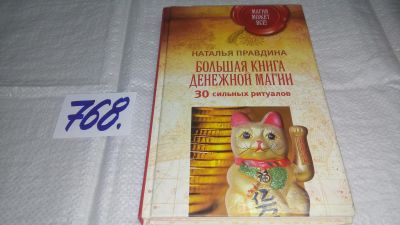 768.
МАГИЯ
МОЖЕТ
ВСЁ!
НАТАЛЬЯ ПРАВДИНА
БОЛЬШАЯ КНИГА
ДЕНЕЖНОЙ МАГИИ
30 сильных ритуалов